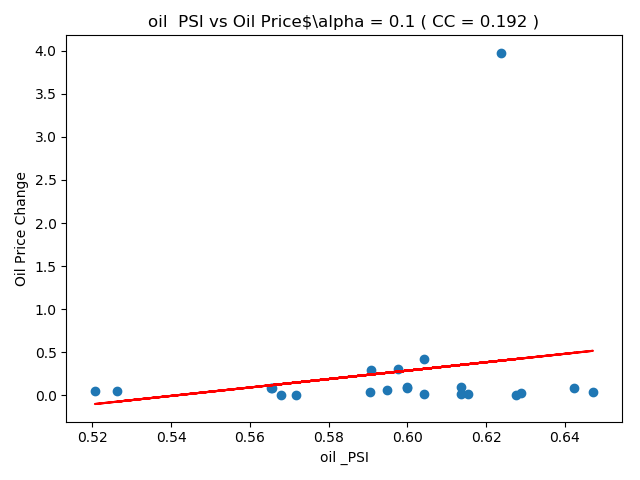 oil  PSI vs Oil Price$\alpha = 0.1 ( CC = 0.192 )
4.0
3.5
3.0
2.5
2.0
1.5
1.0
0.5
0.0
Oil Price Change
0.52 0.54 0.56 0.58 0.60 0.62 0.64
oil _PSI